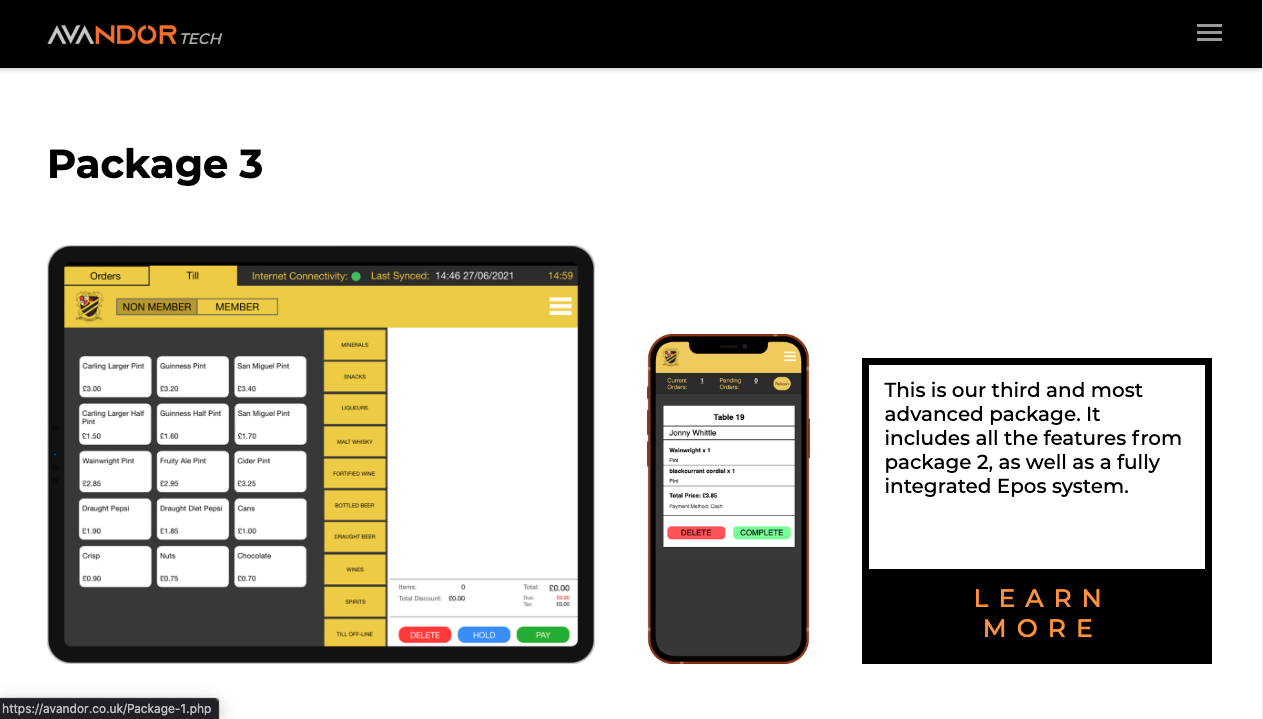 AVANDOR TECH
Package 3
Orders
Till
Internet Connectivity:
Last Synced: 14:46 27/06/2021
14:59
NON MEMBER
MEMBER
Carling Larger Pint
£3.00
Guinness Pint
£3.20
San Miguel Pint
£3.40
Carling Larger Half
Pint
£1.50
Guinness Half Pint
£1.60
San Miguel Pint
£1.70
Wainwright Pint
£2.85
Fruity Ale Pint
£2.95
Cider Pint
£3.25
Draught Pepsi
£1.90
Draught Diet Pepsi
£1.85
Cans
£1.00
Crisp
£0.90
Nuts
£0.75
Chocolate
£0.70
MINERALS
SNACKS
LIQUEURS
MALT WHISKY
FORTIFIED WINE
BOTTLED BEER
DRAUGHT BEER
WINES
SPIRITS
TILL OFF-LINE
Items: 0
Total: £0.00
Total Discount: £0.00
Due: £0.00
Tax: £0.00
DELETE
HOLD
PAY
Current
Orders:
1
Pending
Orders:
0
Refresh
Table 19
Jonny Whittle
Wainwright x 1
Pint
blackcurrant cordial x 1
Pint
Total Price: £3.85
Payment Method: Cash
DELETE
COMPLETE
This is our third and most
advanced package. It
includes all the features from
package 2, as well as a fully
integrated Epos system.
LEARN
MORE
https://avandor.co.uk/Package-1.php